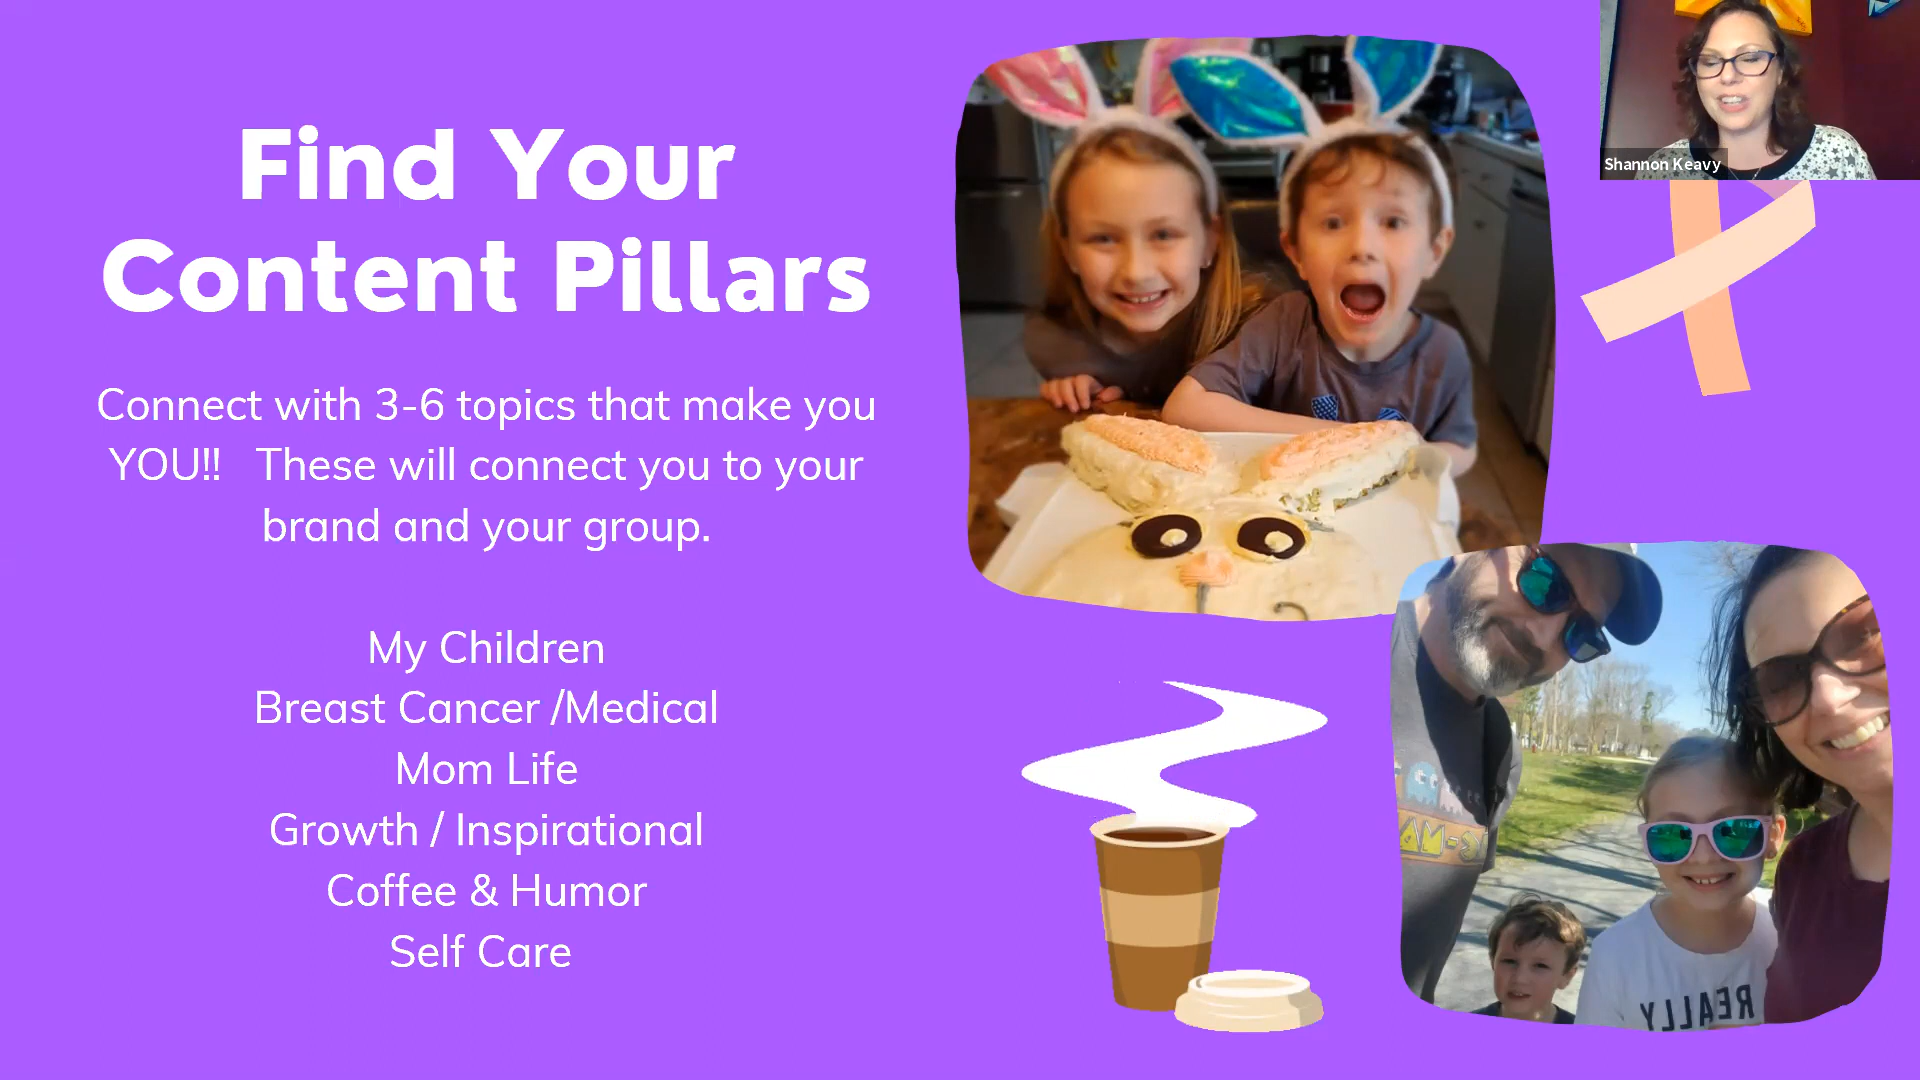 Find Your
Content Pillars
Connect with 3-6 topics that make you
YOU!! These will connect you to your
brand and your group.
My Children
Breast Cancer /Medical
Mom Life
Growth / Inspirational
Coffee & Humor
Self Care
Shannon Keavy
REALLY